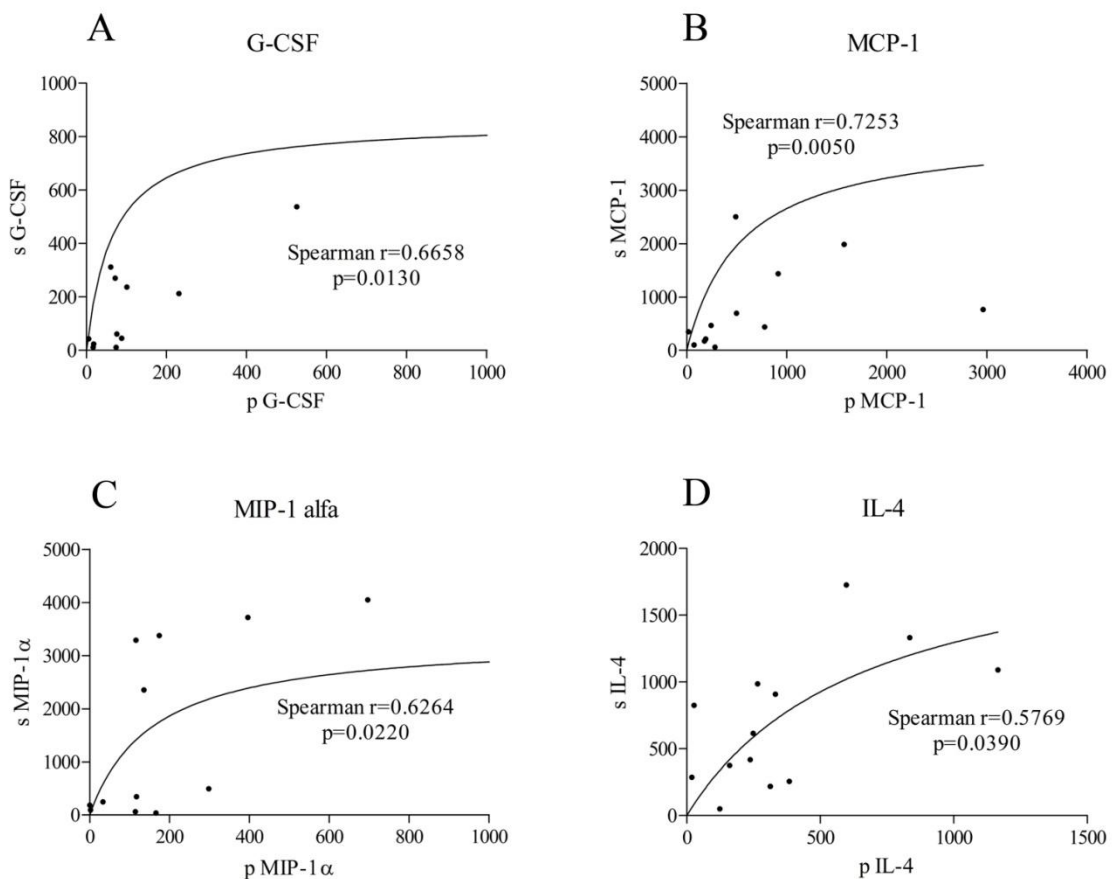 A
G-CSF
1000
800
600
400
200
0
s G-CSF
Spearman r=0.6658
p=0.0130
0 200 400 600 800 1000
p G-CSF
B
MCP-1
5000
4000
3000
2000
1000
0
s MCP-1
Spearman r=0.7253
p=0.0050
0 1000 2000 3000 4000
p MCP-1
C
MIP-1 alfa
5000
4000
3000
2000
1000
0
s MIP-1α
Spearman r=0.6264
p=0.0220
0 200 400 600 800 1000
p MIP-1α
D
IL-4
2000
1500
1000
500
0
s IL-4
Spearman r=0.5769
p=0.0390
0 500 1000 1500
p IL-4